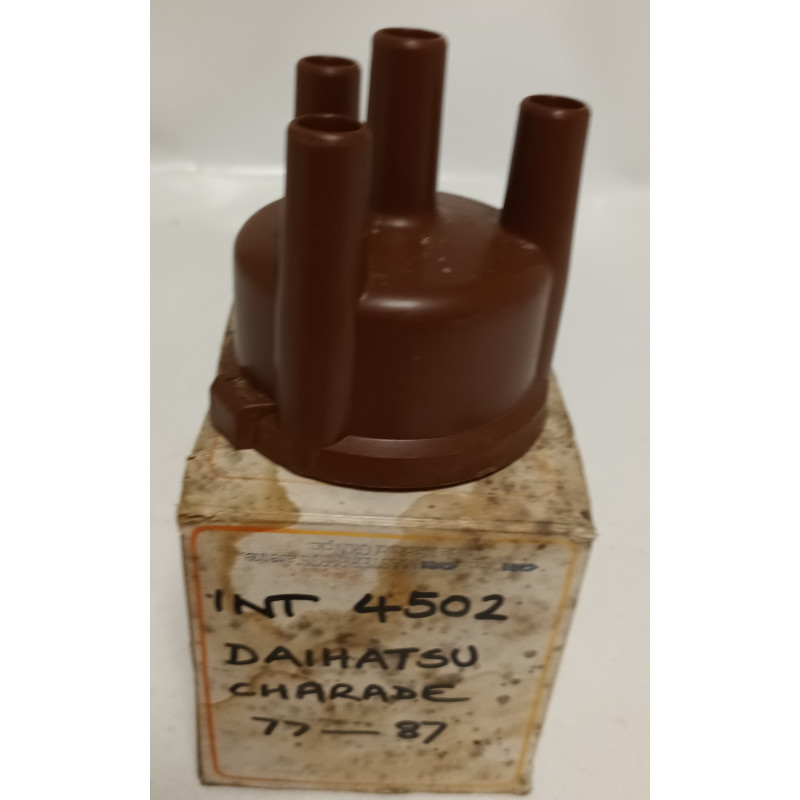 INT 4502
DAIHATSU
CHARADE
77 — 87